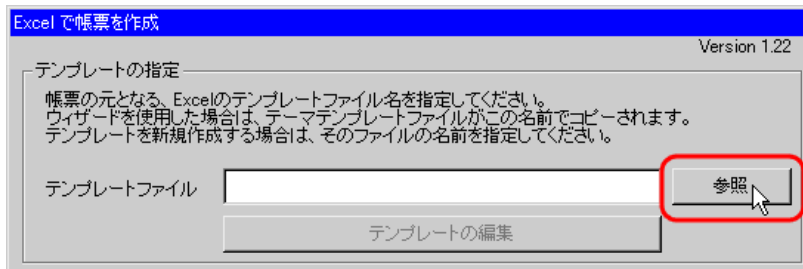 Excel で帳票を作成
Version 1.22
テンプレートの指定
帳票の元となる、Excelのテンプレートファイル名を指定してください。
ウィザードを使用した場合は、テーマテンプレートファイルがこの名前でコピーされます。
テンプレートを新規作成する場合は、そのファイルの名前を指定してください。
テンプレートファイル
参照
テンプレートの編集